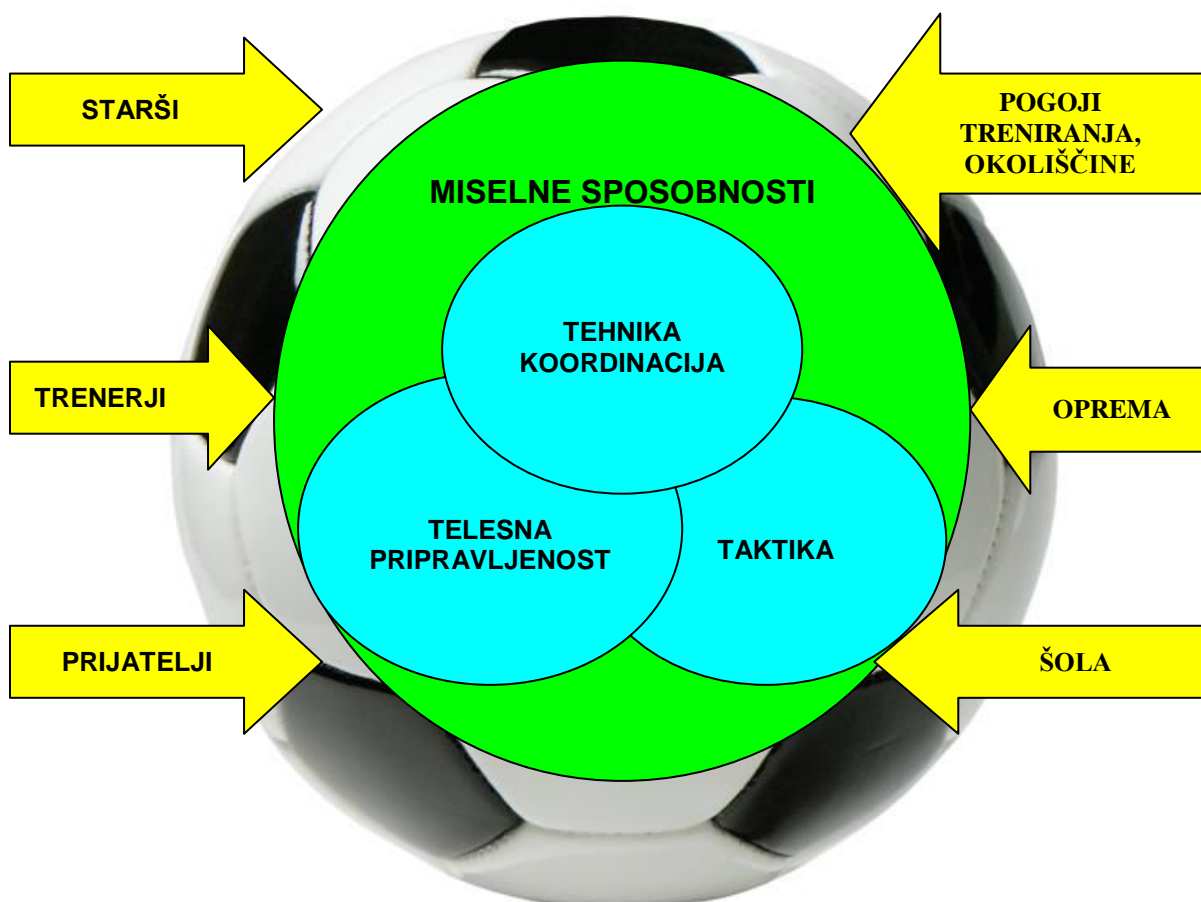 STARŠI
POGOJI
TRENIRANJA,
OKOLIŠČINE
MISELNE SPOSOBNOSTI
TEHNIKA
KOORDINACIJA
TRENERJI
OPREMA
TELESNA
PRIPRAVLJENOST
TAKTIKA
PRIJATELJI
ŠOLA